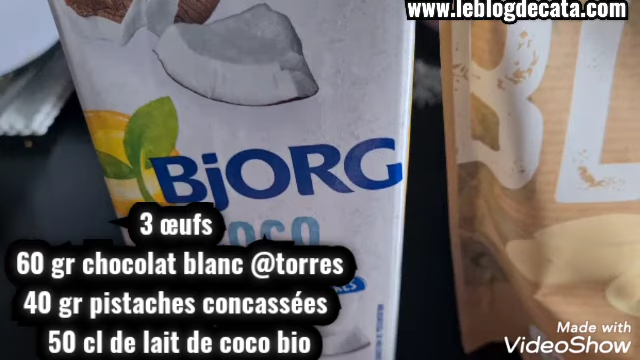 www.leblogdecata.com
BL
BJORG
COCO
3 œufs
60 gr chocolat blanc @torres
40 gr pistaches concassées
50 cl de lait de coco bio
Made with
VideoShow